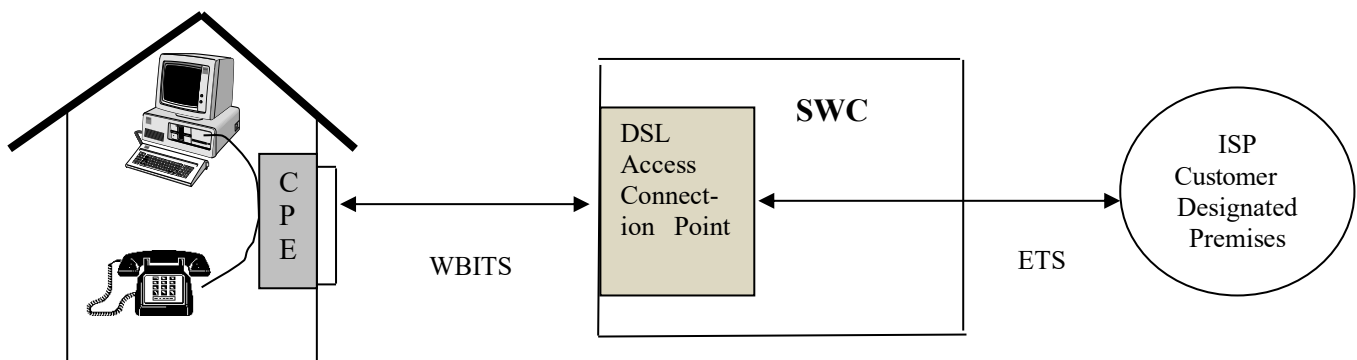 C
P
E
WBITS
DSL
Access
Connect-
ion Point
SWC
ETS
ISP
Customer
Designated
Premises